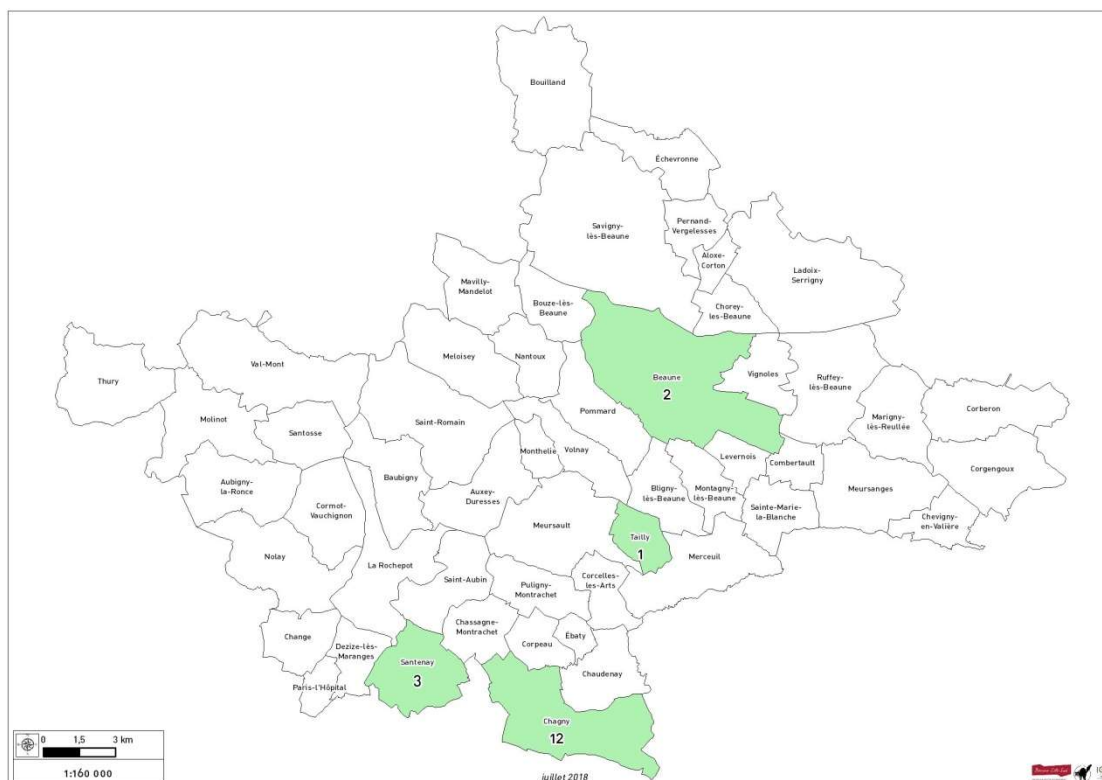 Bouilland
Échevronne
Savigny-
lès-Beaune
Pernand-
Vergelesses
Aloxe-
Corton
Ladoix-
Serrigny
Mavilly-
Mandelot
Bouze-lès-
Beaune
Chorey-
les-Beaune
Meloisey
Nantoux
Val-Mont
Thury
Beaune
2
Vignoles
Ruffey-
lès-Beaune
Corberon
Molinot
Santosse
Saint-Romain
Pommard
Marigny-
lès-Reullée
Monthelie
Volnay
Levernois
Combertault
Corgengoux
Aubigny-
la-Ronce
Baubigny
Auxey-
Duresses
Bligny-
lès-Beaune
Montagny-
lès-Beaune
Meursanges
Cormot-
Vauchignon
Meursault
Sainte-Marie-
la-Blanche
Chevigny-
en-Valière
Tailly
1
Nolay
La Rochepot
Merceuil
Saint-Aubin
Puligny-
Montrachet
Corcelles-
les-Arts
Change
Dezize-lès-
Maranges
Chassagne-
Montrachet
Corpeau
Ébaty
Santenay
3
Chaudenay
Paris-l'Hôpital
Chagny
12
0 1,5 3 km
1:160 000
juillet 2018